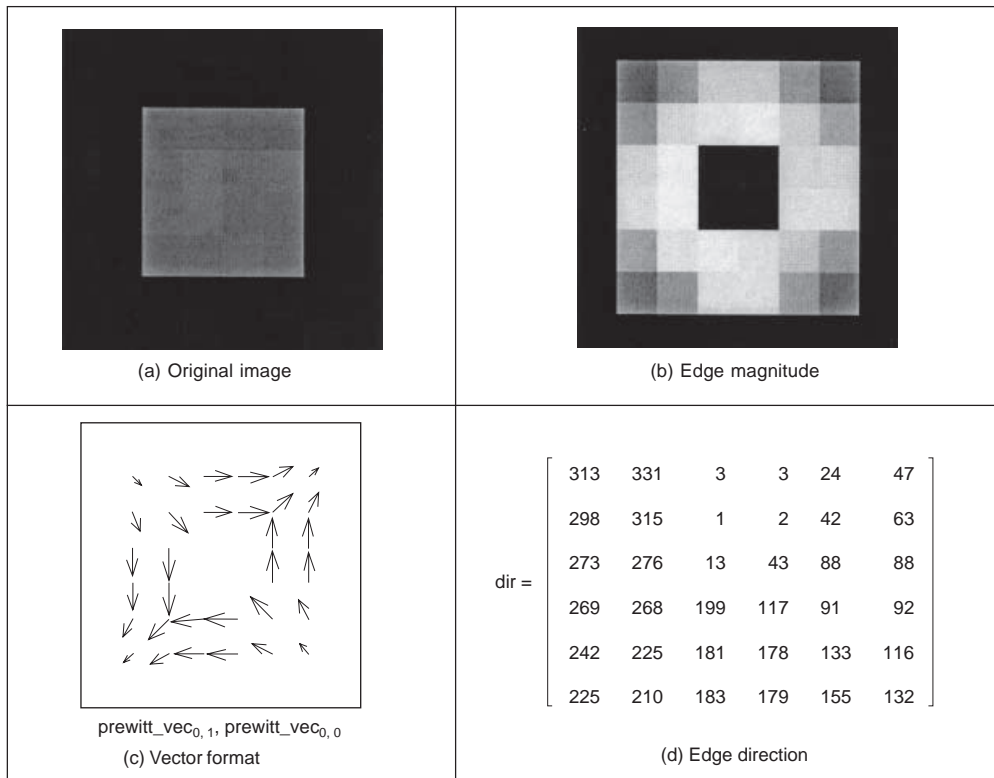 (a) Original image
(b) Edge magnitude
prewitt_vec0, 1, prewitt_vec0, 0
(c) Vector format
dir =
313 331 3 3 24 47
298 315 1 2 42 63
273 276 13 43 88 88
269 268 199 117 91 92
242 225 181 178 133 116
225 210 183 179 155 132
(d) Edge direction